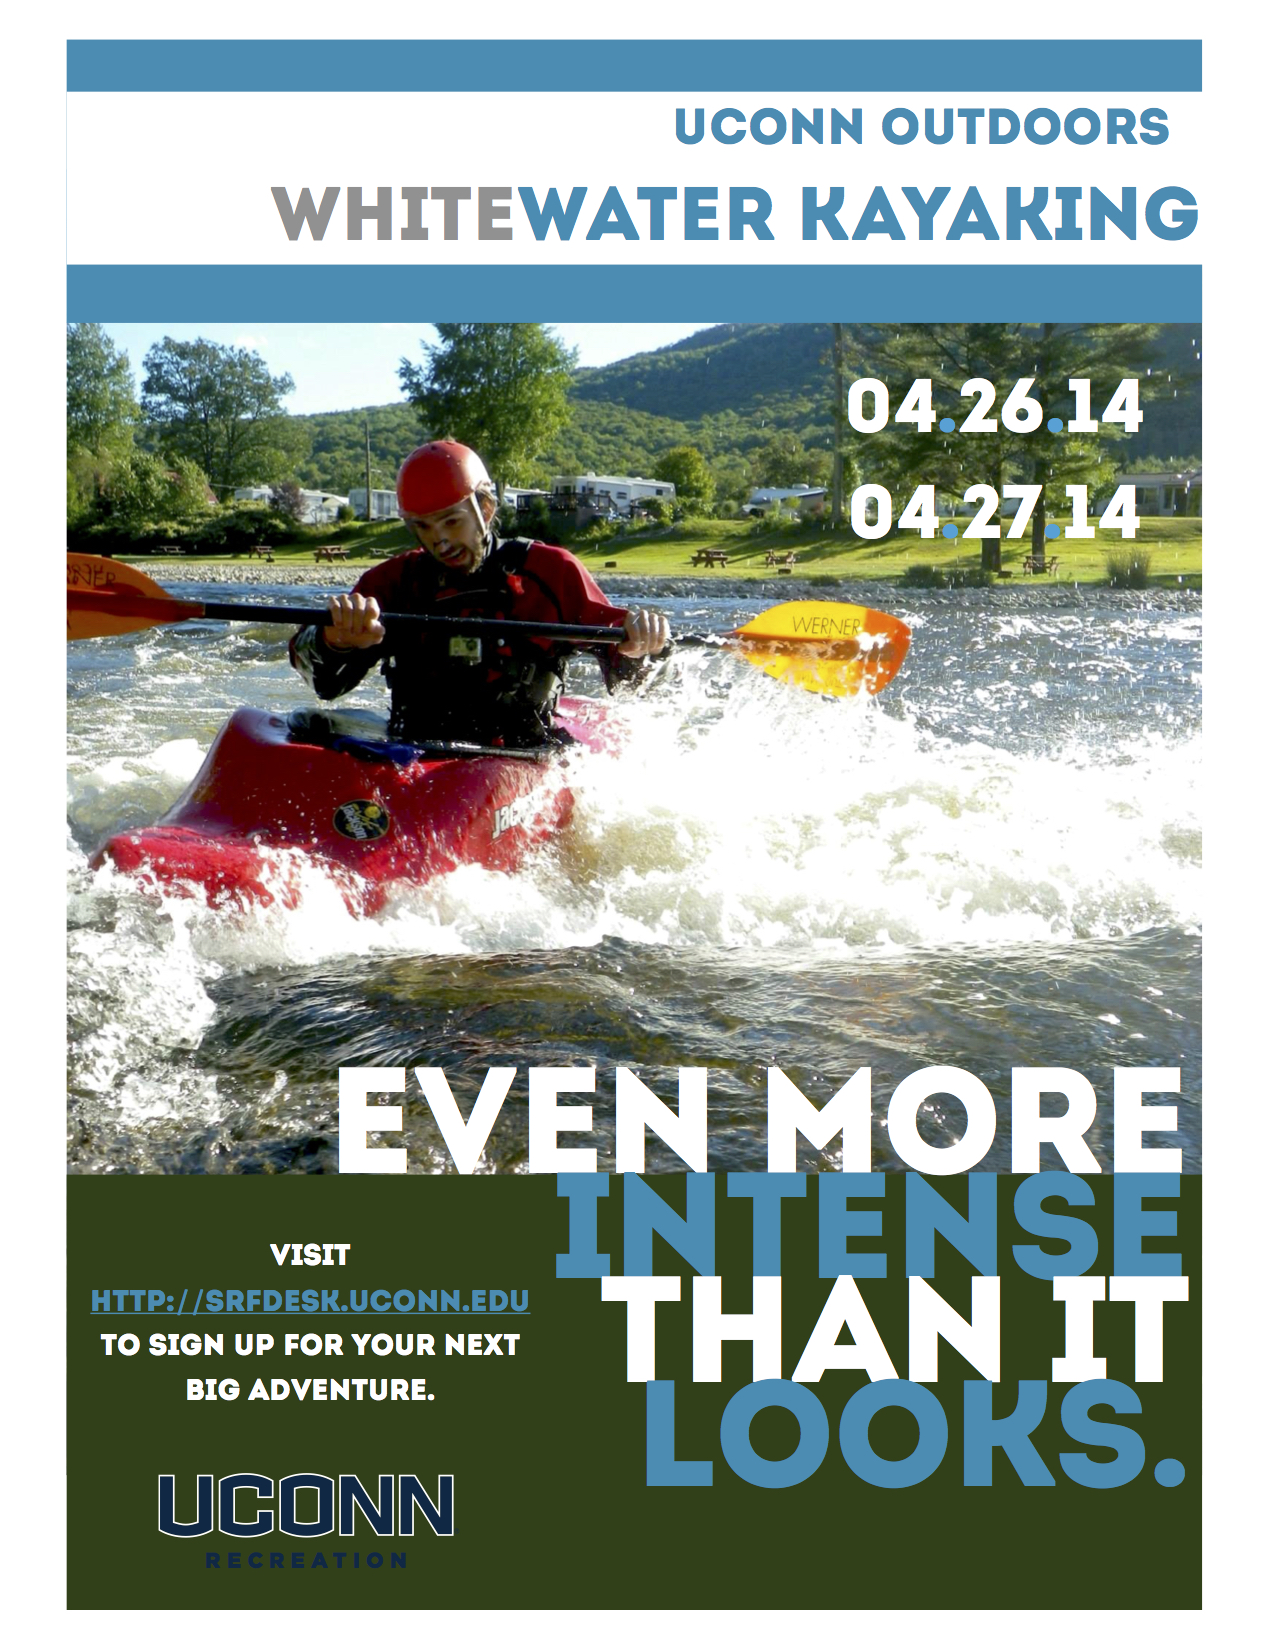 UCONN OUTDOORS
WHITEWATER KAYAKING
04.26.14
04.27.14
WERNER
EVEN MORE
INTENSE
THAN IT
LOOKS.
VISIT
HTTP://SRFDESK.UCONN.EDU
TO SIGN UP FOR YOUR NEXT
BIG ADVENTURE.
UCONN
RECREATION